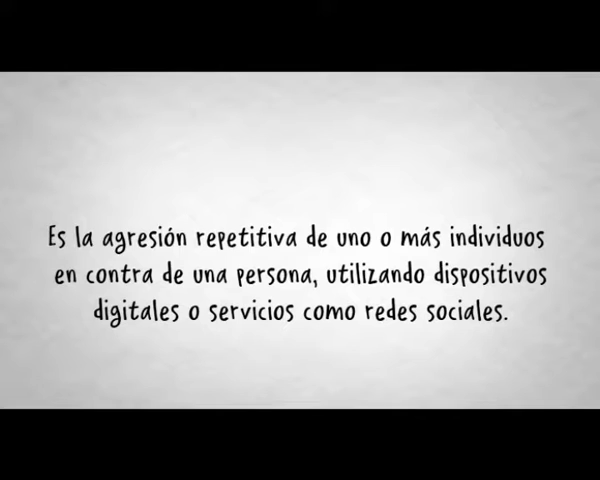 Es la agresión repetitiva de uno o más individuos
en contra de una persona, utilizando dispositivos
digitales o servicios como redes sociales.